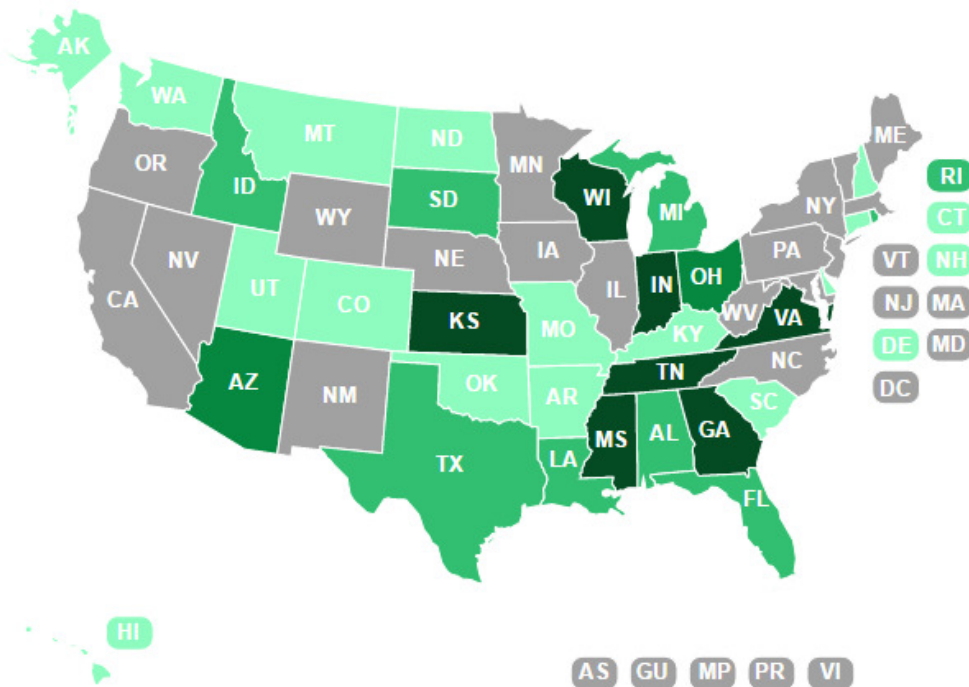 AK
WA
MT
ND
MN
ME
OR
ID
SD
WI
MI
NY
RI
WY
CT
NV
NE
IA
PA
VT
NH
CA
UT
CO
IL
IN
OH
WV
NJ
MA
KS
MO
KY
VA
DE
MD
AZ
NM
OK
AR
TN
NC
DC
TX
LA
MS
AL
GA
SC
FL
HI
AS GU MP PR VI